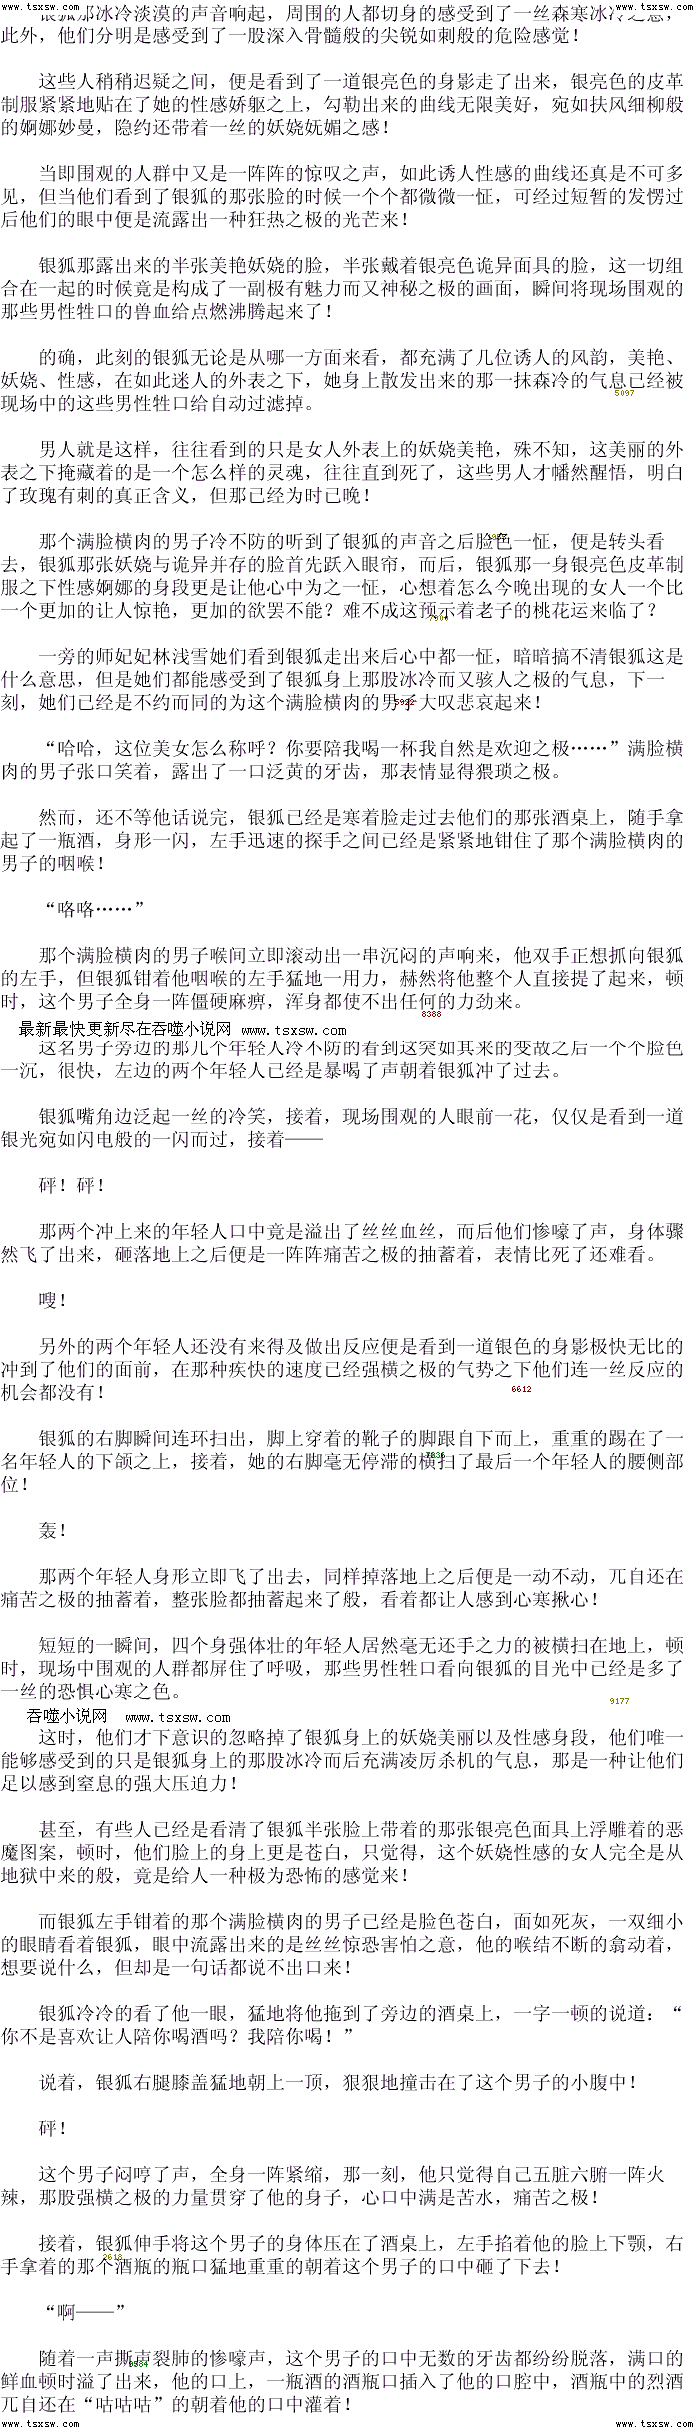 www.tsxsw.com www.tsxsw.com
银狐那冰冷淡漠的声音响起，周围的人都切身的感受到了一丝森寒冰冷之意，
此外，他们分明是感受到了一股深入骨髓般的尖锐如刺般的危险感觉！
这些人稍稍迟疑之间，便是看到了一道银亮色的身影走了出来，银亮色的皮革
制服紧紧地贴在了她的性感娇躯之上，勾勒出来的曲线无限美好，宛如扶风细柳般
的婀娜妙曼，隐约还带着一丝的妖娆妩媚之感！
当即围观的人群中又是一阵阵的惊叹之声，如此诱人性感的曲线还真是不可多
见，但当他们看到了银狐的那张脸的时候一个个都微微一怔，可经过短暂的发愣过
后他们的眼中便是流露出一种狂热之极的光芒来！
银狐那露出来的半张美艳妖娆的脸，半张戴着银亮色诡异面具的脸，这一切组
合在一起的时候竟是构成了一副极有魅力而又神秘之极的画面，瞬间将现场围观的
那些男性牲口的兽血给点燃沸腾起来了！
的确，此刻的银狐无论是从哪一方面来看，都充满了几位诱人的风韵，美艳、
妖娆、性感，在如此迷人的外表之下，她身上散发出来的那一抹森冷的气息已经被
5097
现场中的这些男性牲口给自动过滤掉。
男人就是这样，往往看到的只是女人外表上的妖娆美艳，殊不知，这美丽的外
表之下掩藏着的是一个怎么样的灵魂，往往直到死了，这些男人才幡然醒悟，明白
了玫瑰有刺的真正含义，但那已经为时已晚！
那个满脸横肉的男子冷不防的听到了银狐的声音之后脸色一怔，便是转头看
去，银狐那张妖娆与诡异并存的脸首先跃入眼帘，而后，银狐那一身银亮色皮革制
服之下性感婀娜的身段更是让他心中为之一怔，心想着怎么今晚出现的女人一个比
一个更加的让人惊艳，更加的欲罢不能？难不成这预示着老子的桃花运来临了？
一旁的师妃妃林浅雪她们看到银狐走出来后心中都一怔，暗暗搞不清银狐这是
什么意思，但是她们都能感受到了银狐身上那股冰冷而又骇人之极的气息，下一
刻，她们已经是不约而同的为这个满脸横肉的男子大叹悲哀起来！
“哈哈，这位美女怎么称呼？你要陪我喝一杯我自然是欢迎之极……”满脸横
肉的男子张口笑着，露出了一口泛黄的牙齿，那表情显得猥琐之极。
然而，还不等他话说完，银狐已经是寒着脸走过去他们的那张酒桌上，随手拿
起了一瓶酒，身形一闪，左手迅速的探手之间已经是紧紧地钳住了那个满脸横肉的
男子的咽喉！
“咯咯……”
那个满脸横肉的男子喉间立即滚动出一串沉闷的声响来，他双手正想抓向银狐
的左手，但银狐钳着他咽喉的左手猛地一用力，赫然将他整个人直接提了起来，顿
时，这个男子全身一阵僵硬麻痹，浑身都使不出任何的力劲来。
8388
最新最快更新尽在吞噬小说网 www.tsxsw.com
这名男子旁边的那几个年轻人冷不防的看到这突如其来的变故之后一个个脸色
一沉，很快，左边的两个年轻人已经是暴喝了声朝着银狐冲了过去。
银狐嘴角边泛起一丝的冷笑，接着，现场围观的人眼前一花，仅仅是看到一道
银光宛如闪电般的一闪而过，接着——
砰！砰！
那两个冲上来的年轻人口中竟是溢出了丝丝血丝，而后他们惨嚎了声，身体骤
然飞了出来，砸落地上之后便是一阵阵痛苦之极的抽蓄着，表情比死了还难看。
嗖！
另外的两个年轻人还没有来得及做出反应便是看到一道银色的身影极快无比的
冲到了他们的面前，在那种疾快的速度已经强横之极的气势之下他们连一丝反应的
6612
机会都没有！
银狐的右脚瞬间连环扫出，脚上穿着的靴子的脚跟自下而上，重重的踢在了一
名年轻人的下颌之上，接着，她的右脚毫无停滞的横扫了最后一个年轻人的腰侧部
位！
轰！
那两个年轻人身形立即飞了出去，同样掉落地上之后便是一动不动，兀自还在
痛苦之极的抽蓄着，整张脸都抽蓄起来了般，看着都让人感到心寒揪心！
短短的一瞬间，四个身强体壮的年轻人居然毫无还手之力的被横扫在地上，顿
时，现场中围观的人群都屏住了呼吸，那些男性牲口看向银狐的目光中已经是多了
一丝的恐惧心寒之色。
9177
吞噬小说网 www.tsxsw.com
这时，他们才下意识的忽略掉了银狐身上的妖娆美丽以及性感身段，他们唯一
能够感受到的只是银狐身上的那股冰冷而后充满凌厉杀机的气息，那是一种让他们
足以感到窒息的强大压迫力！
甚至，有些人已经是看清了银狐半张脸上带着的那张银亮色面具上浮雕着的恶
魔图案，顿时，他们脸上的身上更是苍白，只觉得，这个妖娆性感的女人完全是从
地狱中来的般，竟是给人一种极为恐怖的感觉来！
而银狐左手钳着的那个满脸横肉的男子已经是脸色苍白，面如死灰，一双细小
的眼睛看着银狐，眼中流露出来的是丝丝惊恐害怕之意，他的喉结不断的翕动着，
想要说什么，但却是一句话都说不出口来！
银狐冷冷的看了他一眼，猛地将他拖到了旁边的酒桌上，一字一顿的说道：“
你不是喜欢让人陪你喝酒吗？我陪你喝！”
说着，银狐右腿膝盖猛地朝上一顶，狠狠地撞击在了这个男子的小腹中！
砰！
这个男子闷哼了声，全身一阵紧缩，那一刻，他只觉得自己五脏六腑一阵火
辣，那股强横之极的力量贯穿了他的身子，心口中满是苦水，痛苦之极！
接着，银狐伸手将这个男子的身体压在了酒桌上，左手掐着他的脸上下颚，右
2618
手拿着的那个酒瓶的瓶口猛地重重的朝着这个男子的口中砸了下去！
“啊——”
随着一声撕声裂肺的惨嚎声，这个男子的口中无数的牙齿都纷纷脱落，满口的
鲜血顿时溢了出来，他的口上，一瓶酒的酒瓶口插入了他的口腔中，酒瓶中的烈酒
兀自还在“咕咕咕”的朝着他的口中灌着！
www.tsxsw.com www.tsxsw.com